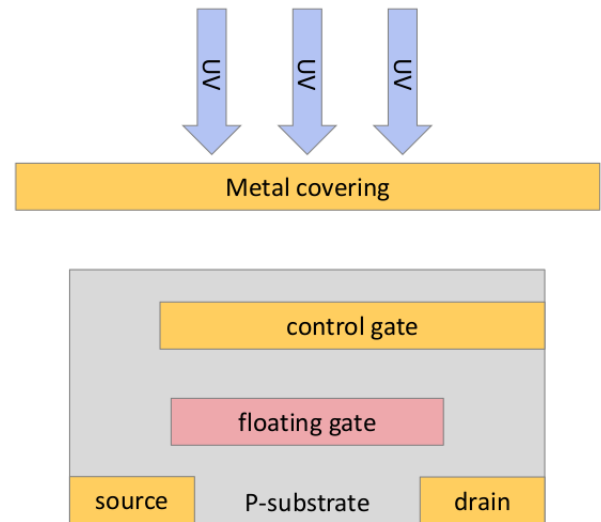 UV UV UV
Metal covering
control gate
floating gate
source P-substrate drain